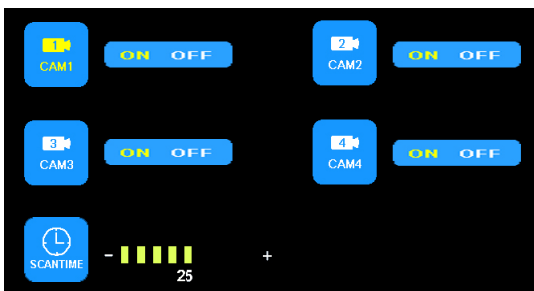 1 ON OFF 2 ON OFF
CAM1 CAM2
3 ON OFF 4 ON OFF
CAM3 CAM4
SCANTIME - +
25